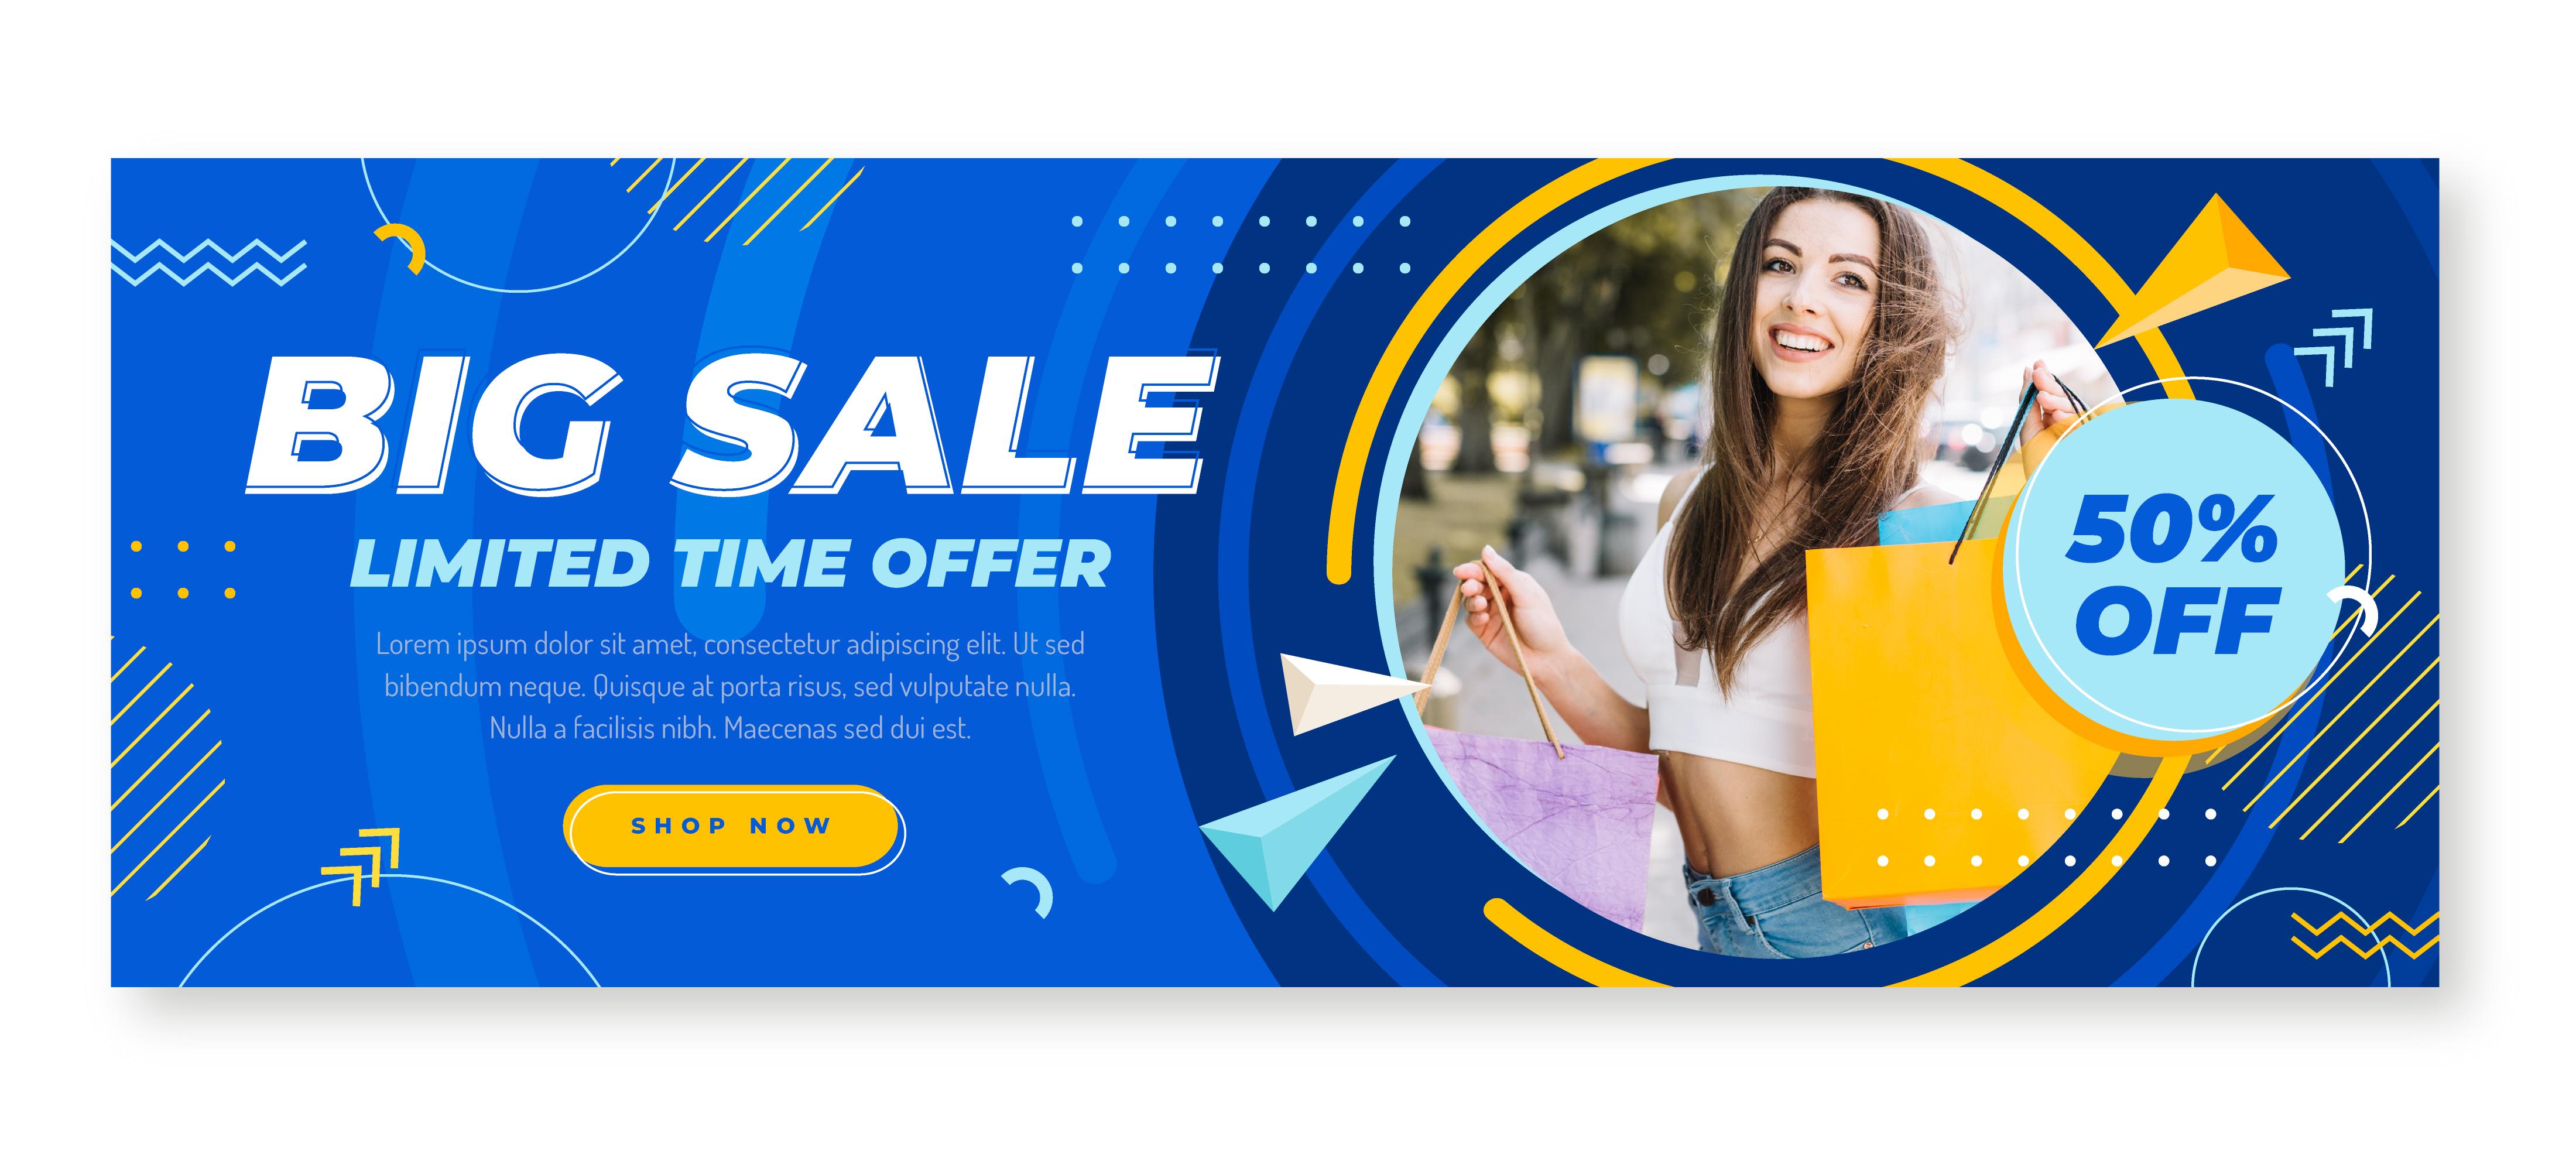 BIG SALE
LIMITED TIME OFFER
Lorem ipsum dolor sit amet, consectetur adipiscing elit. Ut sed
bibendum neque. Quisque at porta risus, sed vulputate nulla.
Nulla a facilisis nibh. Maecenas sed dui est.
SHOP NOW
50%
OFF